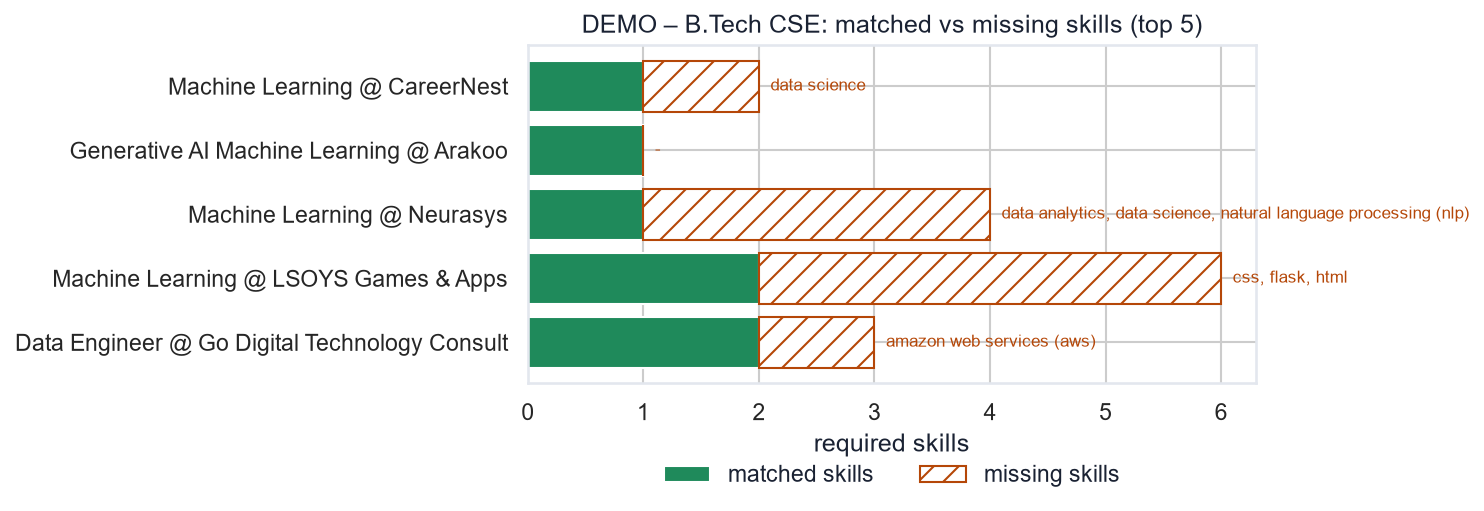 DEMO – B.Tech CSE: matched vs missing skills (top 5)
Machine Learning @ CareerNest
data science
Generative AI Machine Learning @ Arakoo
-
Machine Learning @ Neurasys
data analytics, data science, natural language processing (nlp)
Machine Learning @ LSOYS Games & Apps
css, flask, html
Data Engineer @ Go Digital Technology Consult
amazon web services (aws)
0 1 2 3 4 5 6
required skills
matched skills missing skills